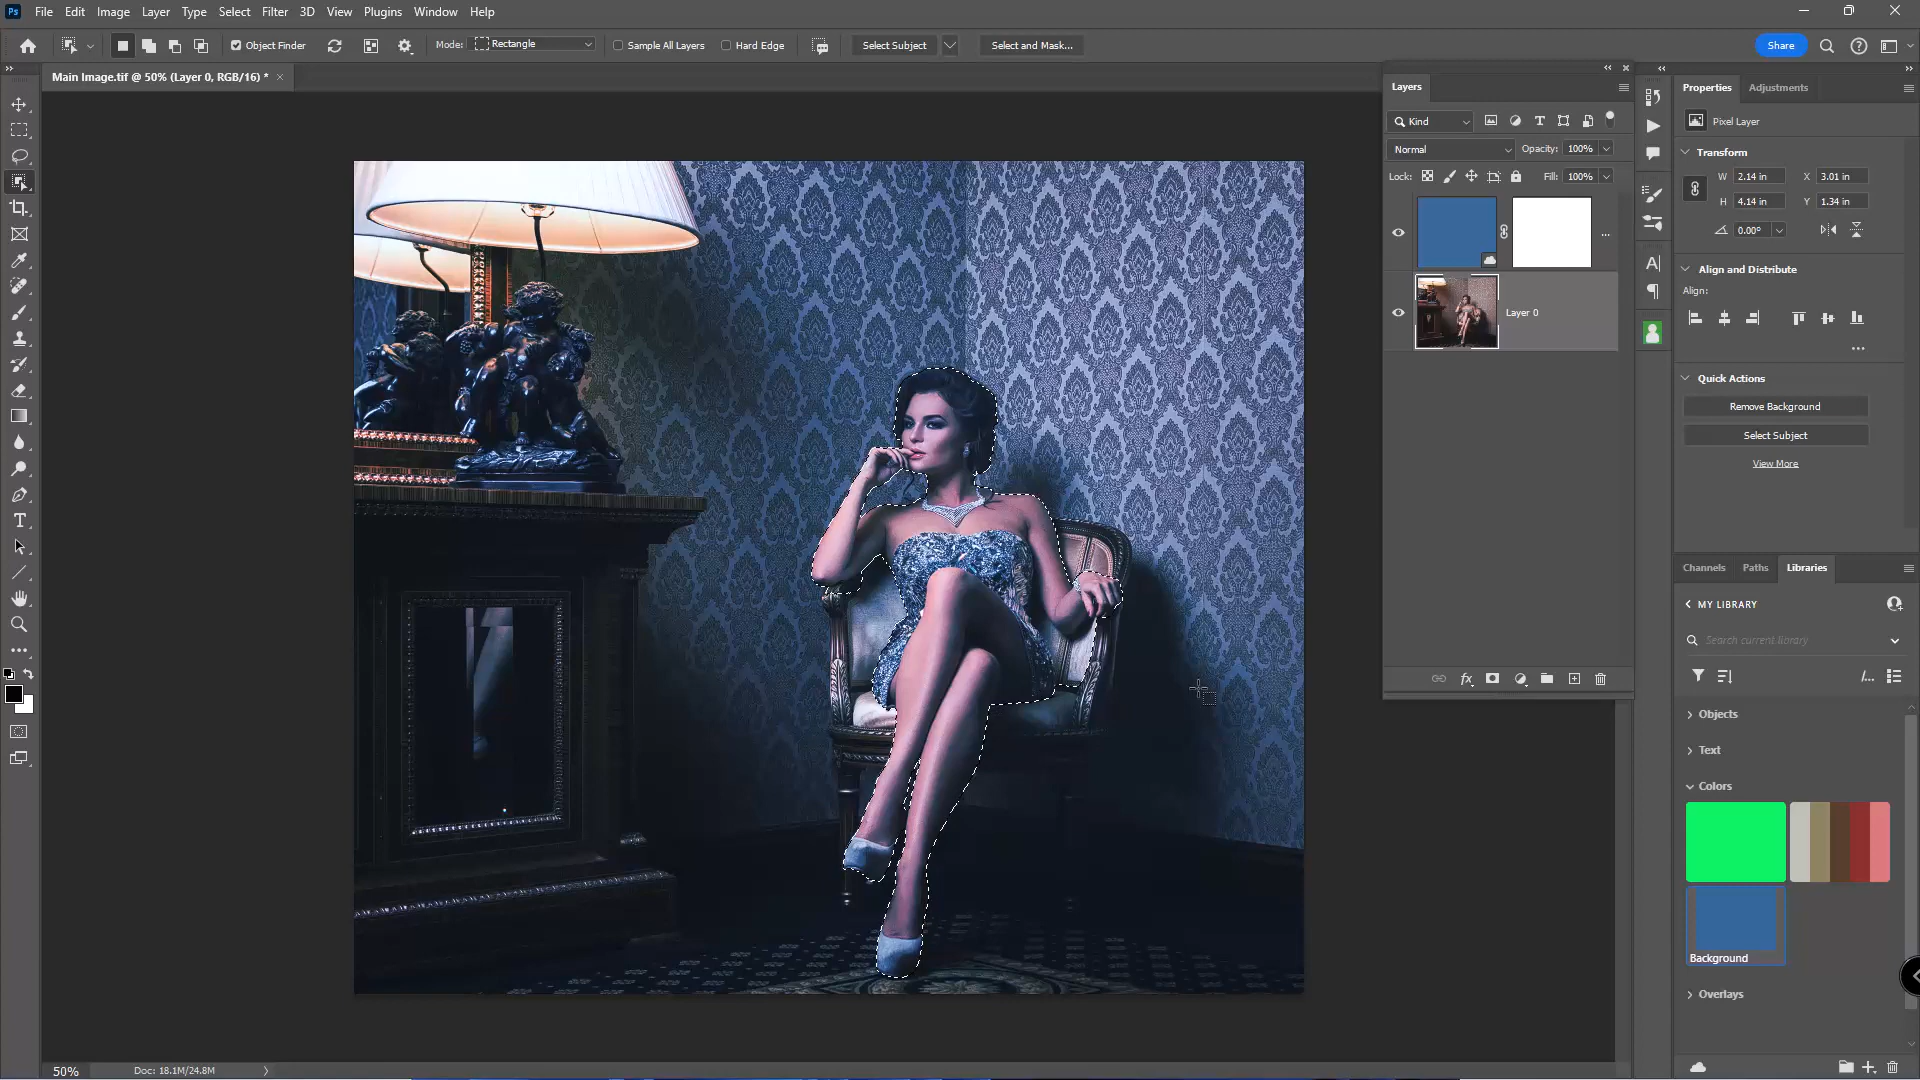 Ps File Edit Image Layer Type Select Filter 3D View Plugins Window Help
Object Finder Mode: Rectangle Sample All Layers Hard Edge Select Subject Select and Mask... Share
Main Image.tif @ 50% (Layer 0, RGB/16) * ×
Layers
Kind
Normal Opacity: 100%
Lock: Fill: 100%
Layer 0
fx
Properties Adjustments
Pixel Layer
Transform
W 2.14 in X 3.01 in
H 4.14 in Y 1.34 in
0.00°
Align and Distribute
Align:
Quick Actions
Remove Background
Select Subject
View More
Channels Paths Libraries
MY LIBRARY
Search current library
Objects
Text
Colors
Background
Overlays
50% Doc: 18.1M/24.8M